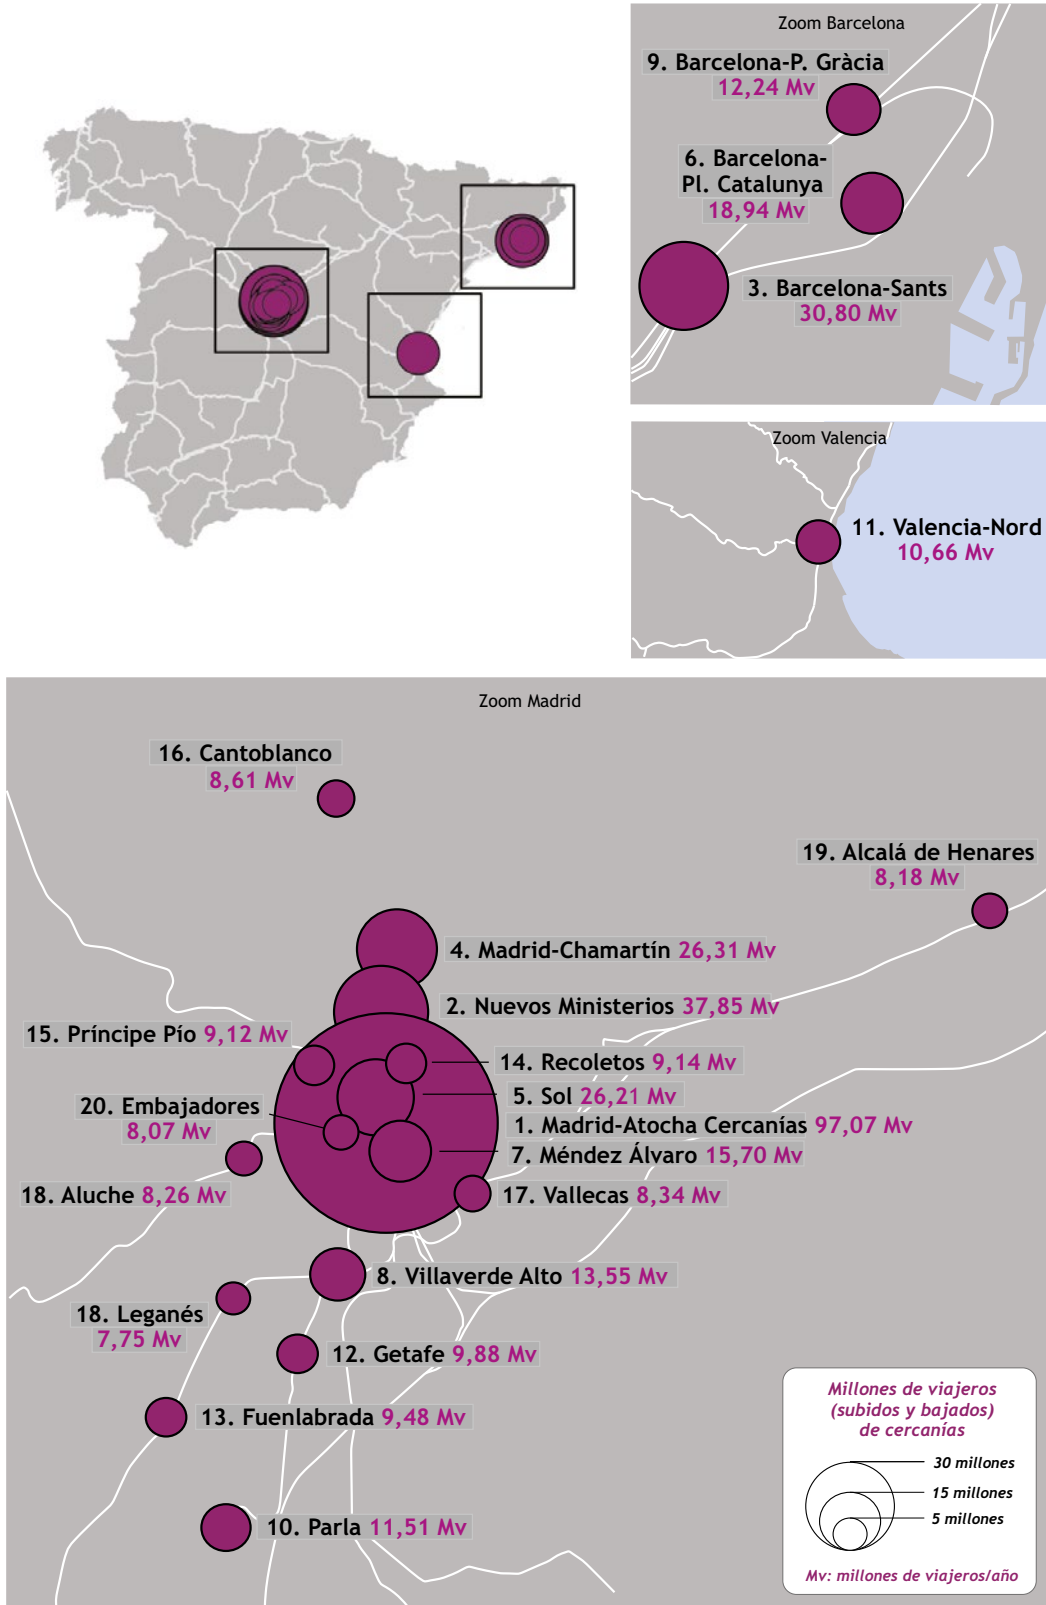 Zoom Barcelona
9. Barcelona-P. Gràcia
12,24 Mv
6. Barcelona-
Pl. Catalunya
18,94 Mv
3. Barcelona-Sants
30,80 Mv
Zoom Valencia
11. Valencia-Nord
10,66 Mv
Zoom Madrid
16. Cantoblanco
8,61 Mv
19. Alcalá de Henares
8,18 Mv
4. Madrid-Chamartín 26,31 Mv
2. Nuevos Ministerios 37,85 Mv
15. Príncipe Pío 9,12 Mv
14. Recoletos 9,14 Mv
5. Sol 26,21 Mv
20. Embajadores
8,07 Mv
1. Madrid-Atocha Cercanías 97,07 Mv
7. Méndez Álvaro 15,70 Mv
18. Aluche 8,26 Mv
17. Vallecas 8,34 Mv
8. Villaverde Alto 13,55 Mv
18. Leganés
7,75 Mv
12. Getafe 9,88 Mv
13. Fuenlabrada 9,48 Mv
10. Parla 11,51 Mv
Millones de viajeros
(subidos y bajados)
de cercanías
30 millones
15 millones
5 millones
Mv: millones de viajeros/año